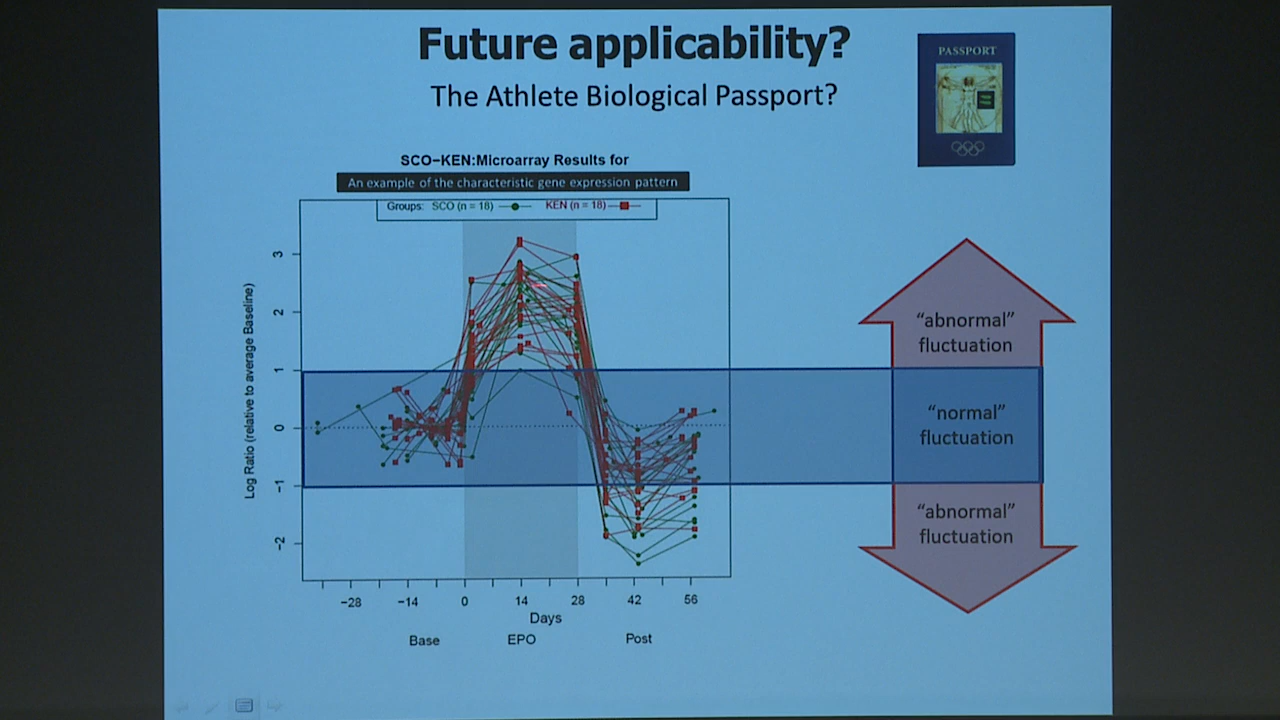 Future applicability?
The Athlete Biological Passport?
PASSPORT
SCO−KEN:Microarray Results for
An example of the characteristic gene expression pattern
Groups: SCO (n = 18) KEN (n = 18)
Log Ratio (relative to average Baseline)
3
2
1
0
−1
−2
−28 −14 0 14 28 42 56
Days
Base EPO Post
“abnormal”
fluctuation
“normal”
fluctuation
“abnormal”
fluctuation